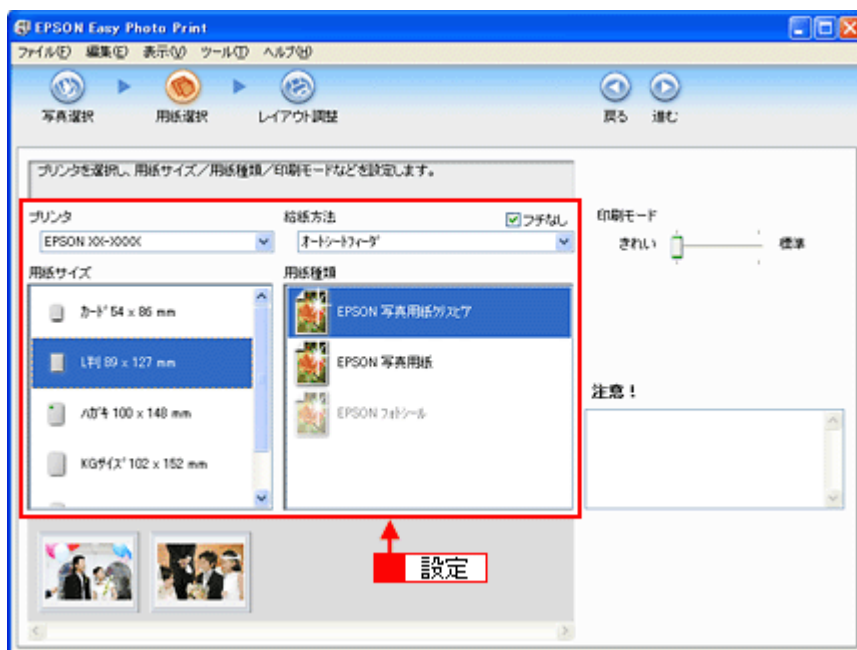 EPSON Easy Photo Print
ファイル(F) 編集(E) 表示(V) ツール(T) ヘルプ(H)
写真選択 用紙選択 レイアウト調整 戻る 進む
プリンタを選択し、用紙サイズ/用紙種類/印刷モードなどを設定します。
プリンタ 給紙方法 フチなし 印刷モード
EPSON XX-XXXX オートシートフィーダ きれい 標準
用紙サイズ 用紙種類
カード 54 x 86 mm EPSON 写真用紙クリスピア
L判 89 x 127 mm EPSON 写真用紙
注意!
ハガキ 100 x 148 mm EPSON フォトシール
KGサイズ 102 x 152 mm
設定